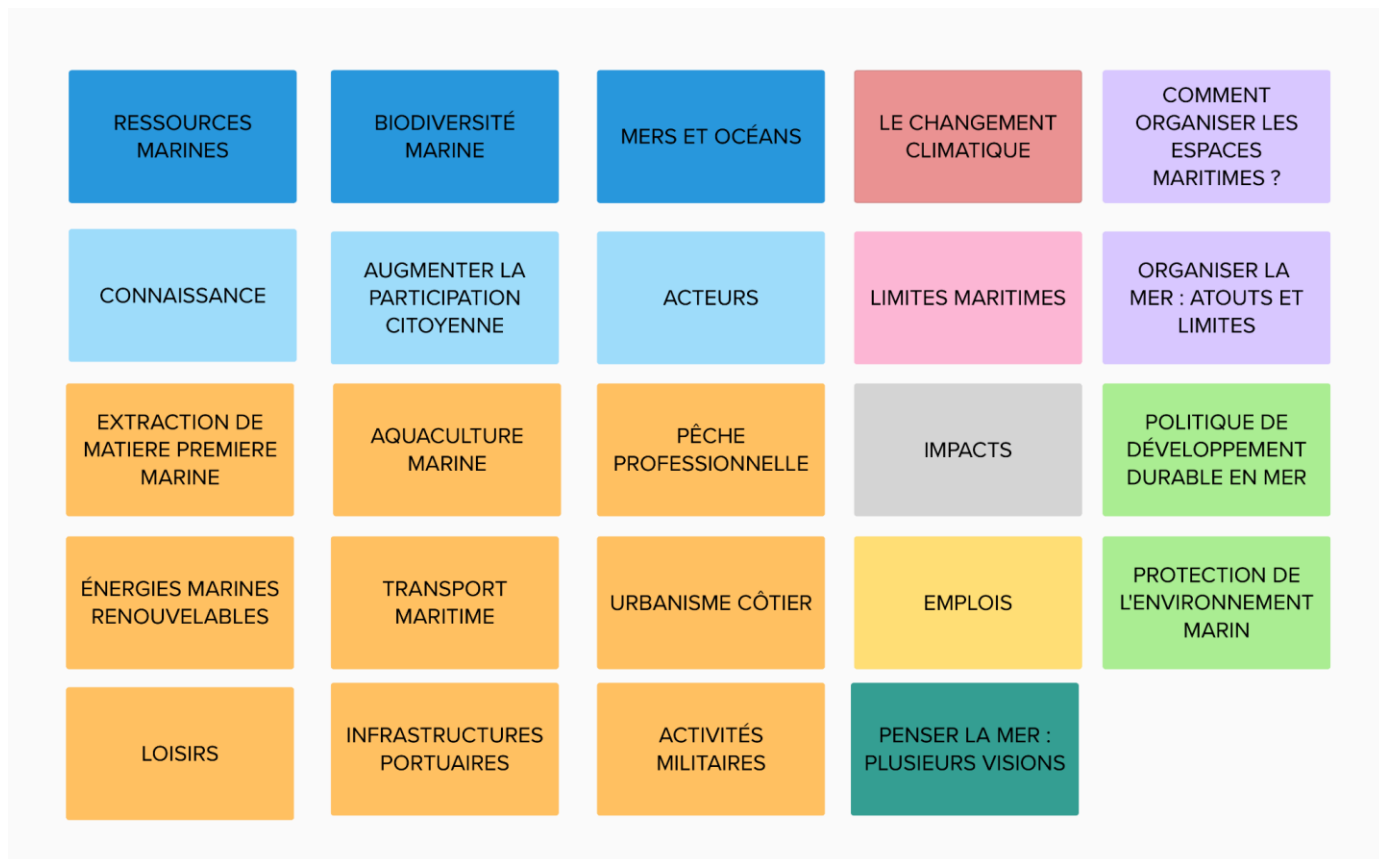 RESSOURCES
MARINES
BIODIVERSITÉ
MARINE
MERS ET OCÉANS
LE CHANGEMENT
CLIMATIQUE
COMMENT
ORGANISER LES
ESPACES
MARITIMES ?
CONNAISSANCE
AUGMENTER LA
PARTICIPATION
CITOYENNE
ACTEURS
LIMITES MARITIMES
ORGANISER LA
MER : ATOUTS ET
LIMITES
EXTRACTION DE
MATIERE PREMIERE
MARINE
AQUACULTURE
MARINE
PÊCHE
PROFESSIONNELLE
IMPACTS
POLITIQUE DE
DÉVELOPPEMENT
DURABLE EN MER
ÉNERGIES MARINES
RENOUVELABLES
TRANSPORT
MARITIME
URBANISME CÔTIER
EMPLOIS
PROTECTION DE
L'ENVIRONNEMENT
MARIN
LOISIRS
INFRASTRUCTURES
PORTUAIRES
ACTIVITÉS
MILITAIRES
PENSER LA MER :
PLUSIEURS VISIONS